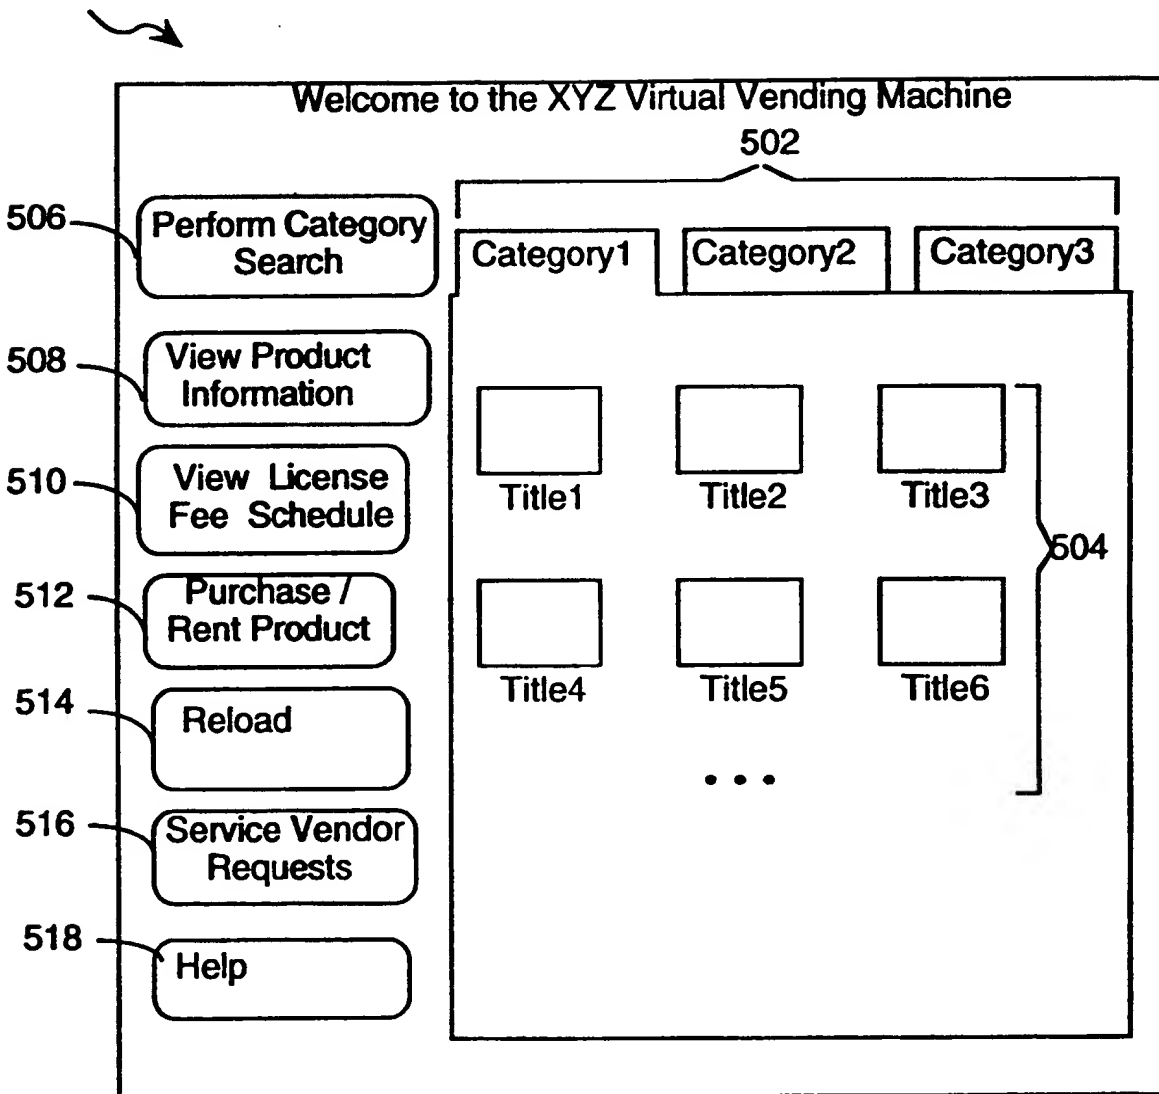 Welcome to the XYZ Virtual Vending Machine
502
506
Perform Category
Search
Category1
Category2
Category3
508
View Product
Information
510
View License
Fee Schedule
Title1
Title2
Title3
504
512
Purchase /
Rent Product
Title4
Title5
Title6
514
Reload
• • •
516
Service Vendor
Requests
518
Help